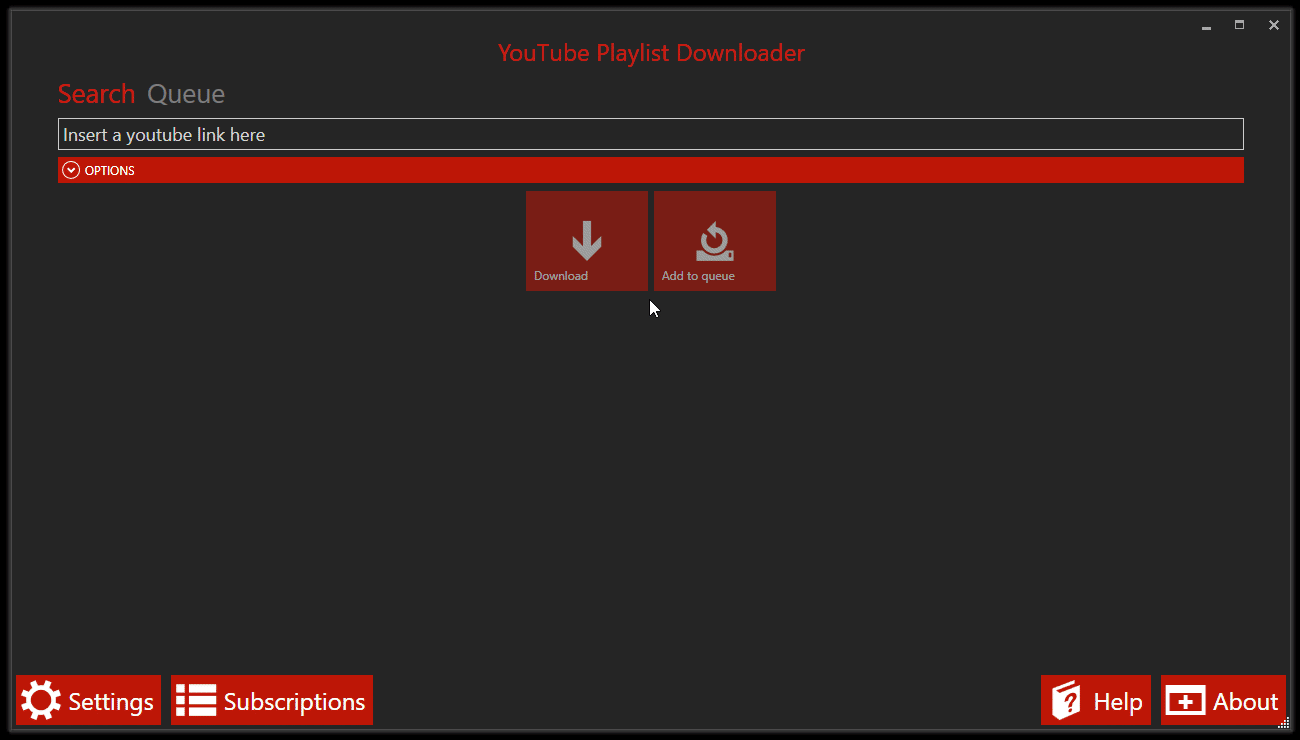 YouTube Playlist Downloader
Search Queue
Insert a youtube link here
OPTIONS
Download Add to queue
Settings Subscriptions Help About